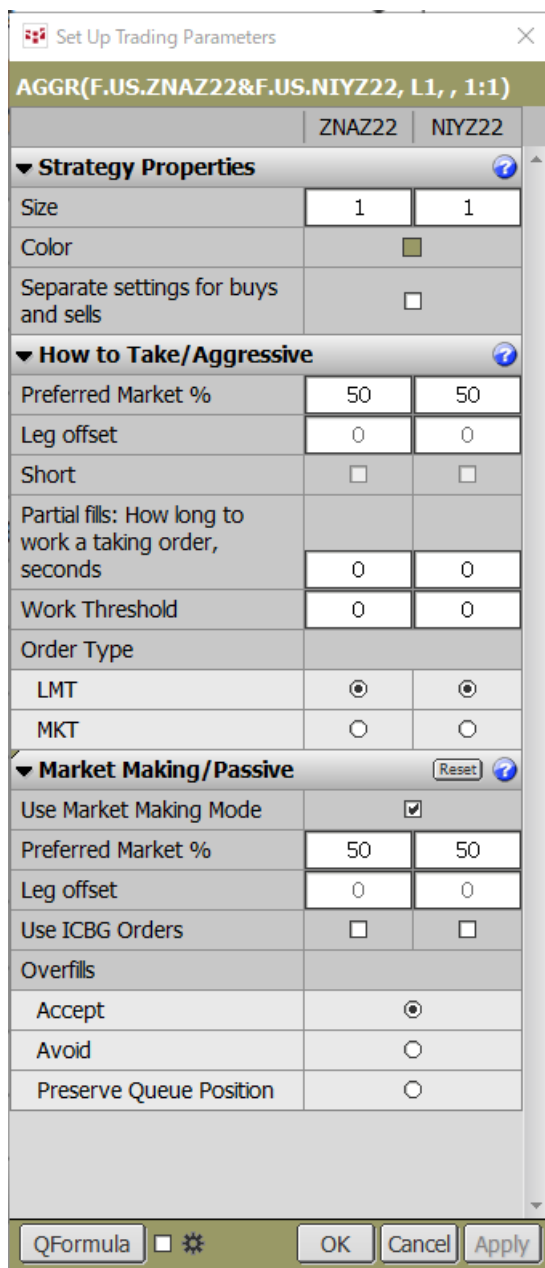 Set Up Trading Parameters
AGGR(F.US.ZNAZ22&F.US.NIYZ22, L1, , 1:1)
ZNAZ22 NIYZ22
Strategy Properties
Size 1 1
Color
Separate settings for buys
and sells
How to Take/Aggressive
Preferred Market % 50 50
Leg offset 0 0
Short
Partial fills: How long to
work a taking order,
seconds 0 0
Work Threshold 0 0
Order Type
LMT
MKT
Market Making/Passive Reset
Use Market Making Mode
Preferred Market % 50 50
Leg offset 0 0
Use ICBG Orders
Overfills
Accept
Avoid
Preserve Queue Position
QFormula OK Cancel Apply